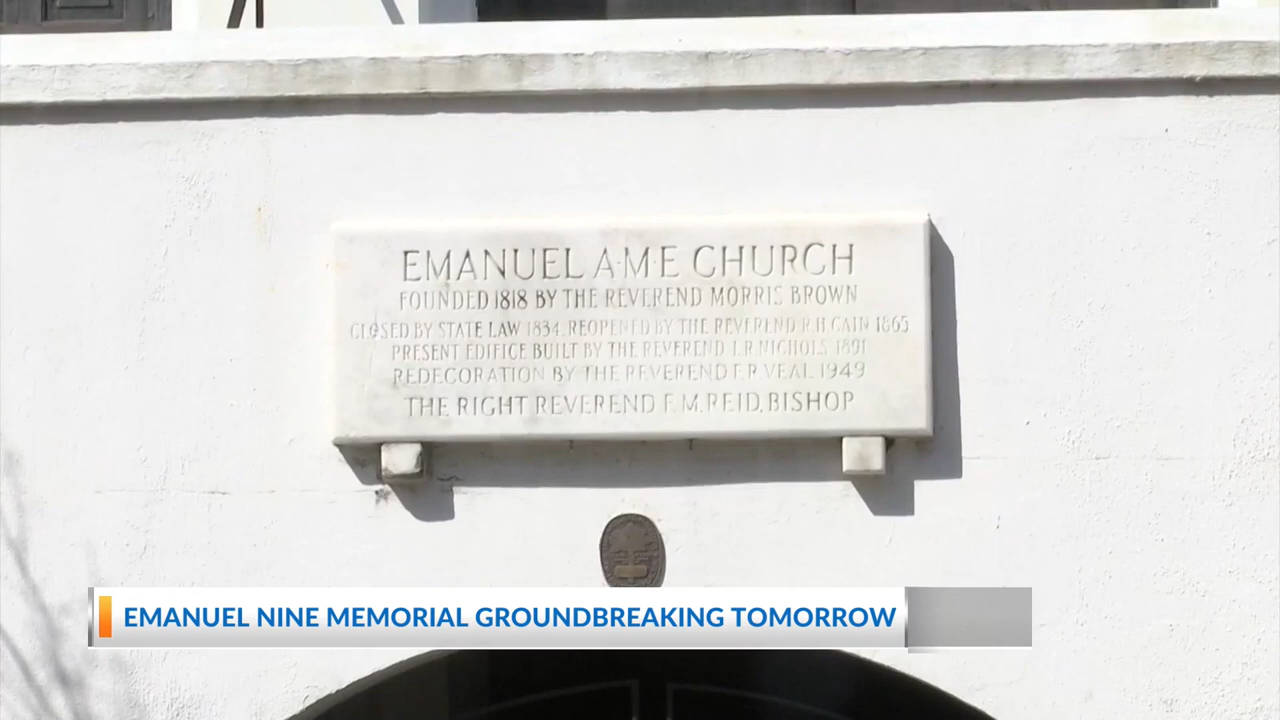 EMANUEL A·M·E CHURCH
FOUNDED 1818 BY THE REVEREND MORRIS BROWN
CLOSED BY STATE LAW 1834. REOPENED BY THE REVEREND R.H. CAIN 1865
PRESENT EDIFICE BUILT BY THE REVEREND L.R. NICHOLS 1891
REDECORATION BY THE REVEREND F.R. VEAL 1949
THE RIGHT REVEREND F. M. REID, BISHOP
EMANUEL NINE MEMORIAL GROUNDBREAKING TOMORROW